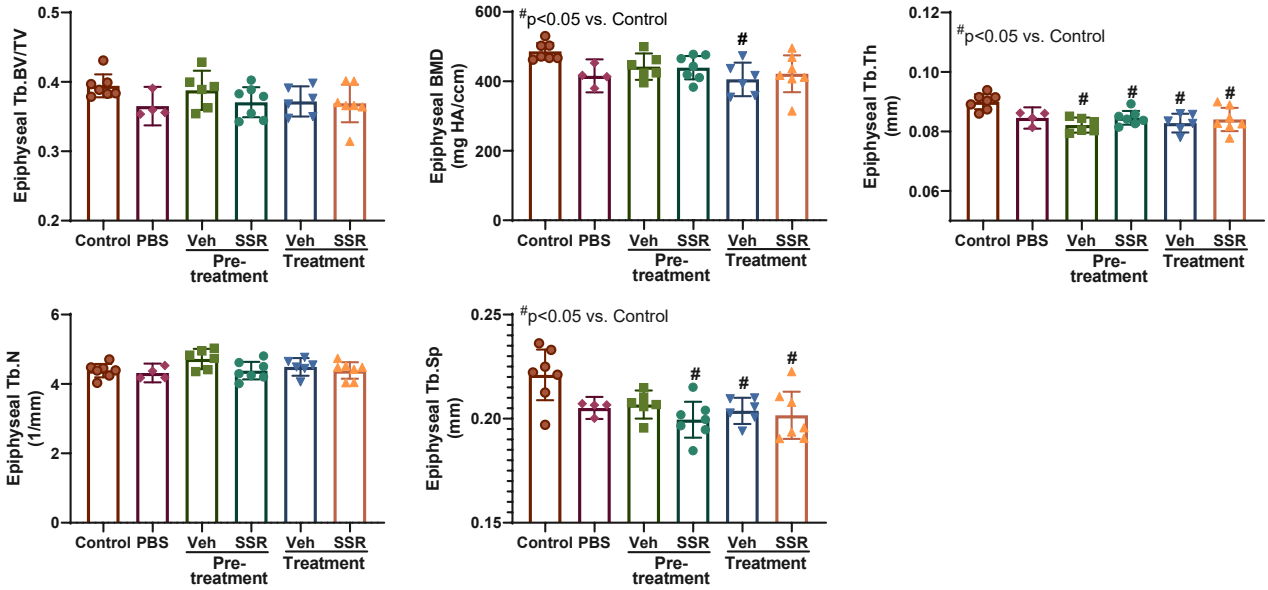 Epiphyseal Tb.BV/TV
0.5
0.4
0.3
0.2
Control PBS Veh SSR Veh SSR
Pre-
treatment
Treatment
Epiphyseal BMD
(mg HA/ccm)
600
400
200
0
#p<0.05 vs. Control
#
Control PBS Veh SSR Veh SSR
Pre-
treatment
Treatment
Epiphyseal Tb.Th
(mm)
0.12
0.10
0.08
0.06
#p<0.05 vs. Control
# # # #
Control PBS Veh SSR Veh SSR
Pre-
treatment
Treatment
Epiphyseal Tb.N
(1/mm)
6
4
2
0
Control PBS Veh SSR Veh SSR
Pre-
treatment
Treatment
Epiphyseal Tb.Sp
(mm)
0.25
0.20
0.15
#p<0.05 vs. Control
# # #
Control PBS Veh SSR Veh SSR
Pre-
treatment
Treatment